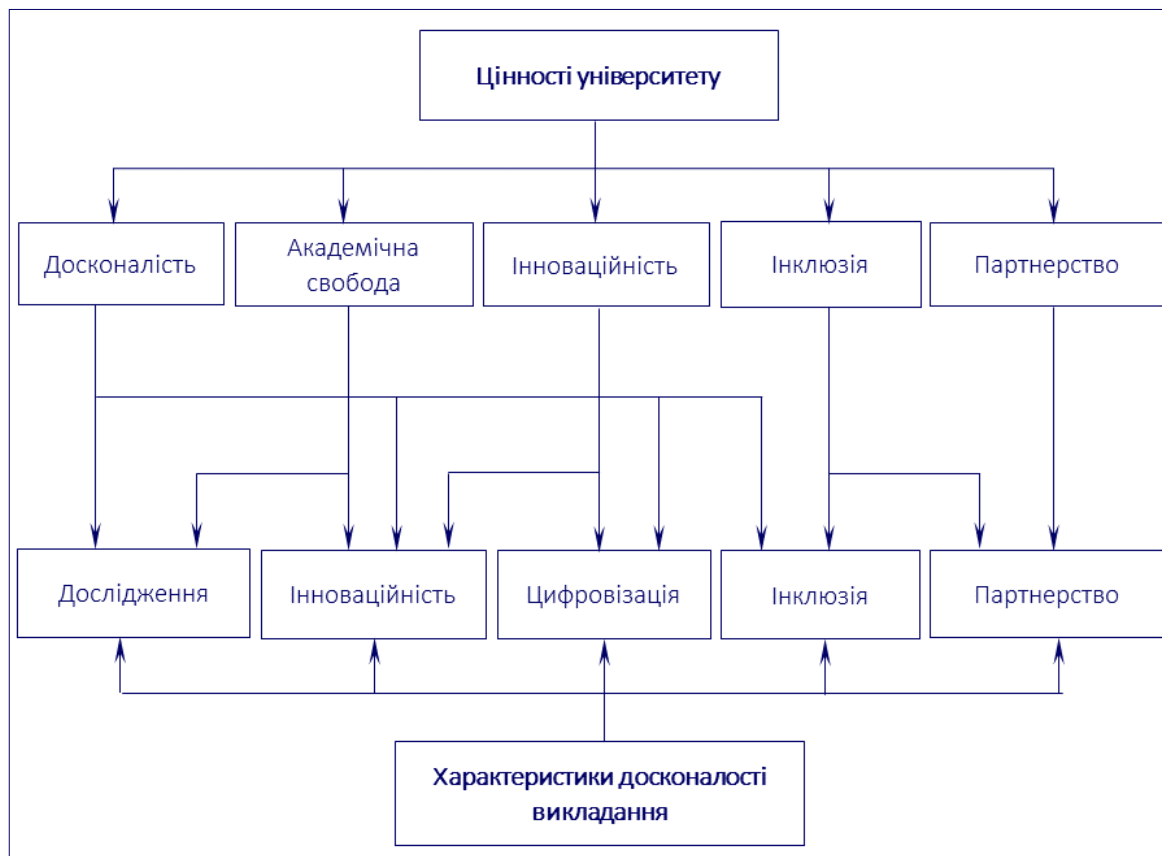 Цінності університету
Досконалість
Академічна
свобода
Інноваційність
Інклюзія
Партнерство
Дослідження
Інноваційність
Цифровізація
Інклюзія
Партнерство
Характеристики досконалості
викладання